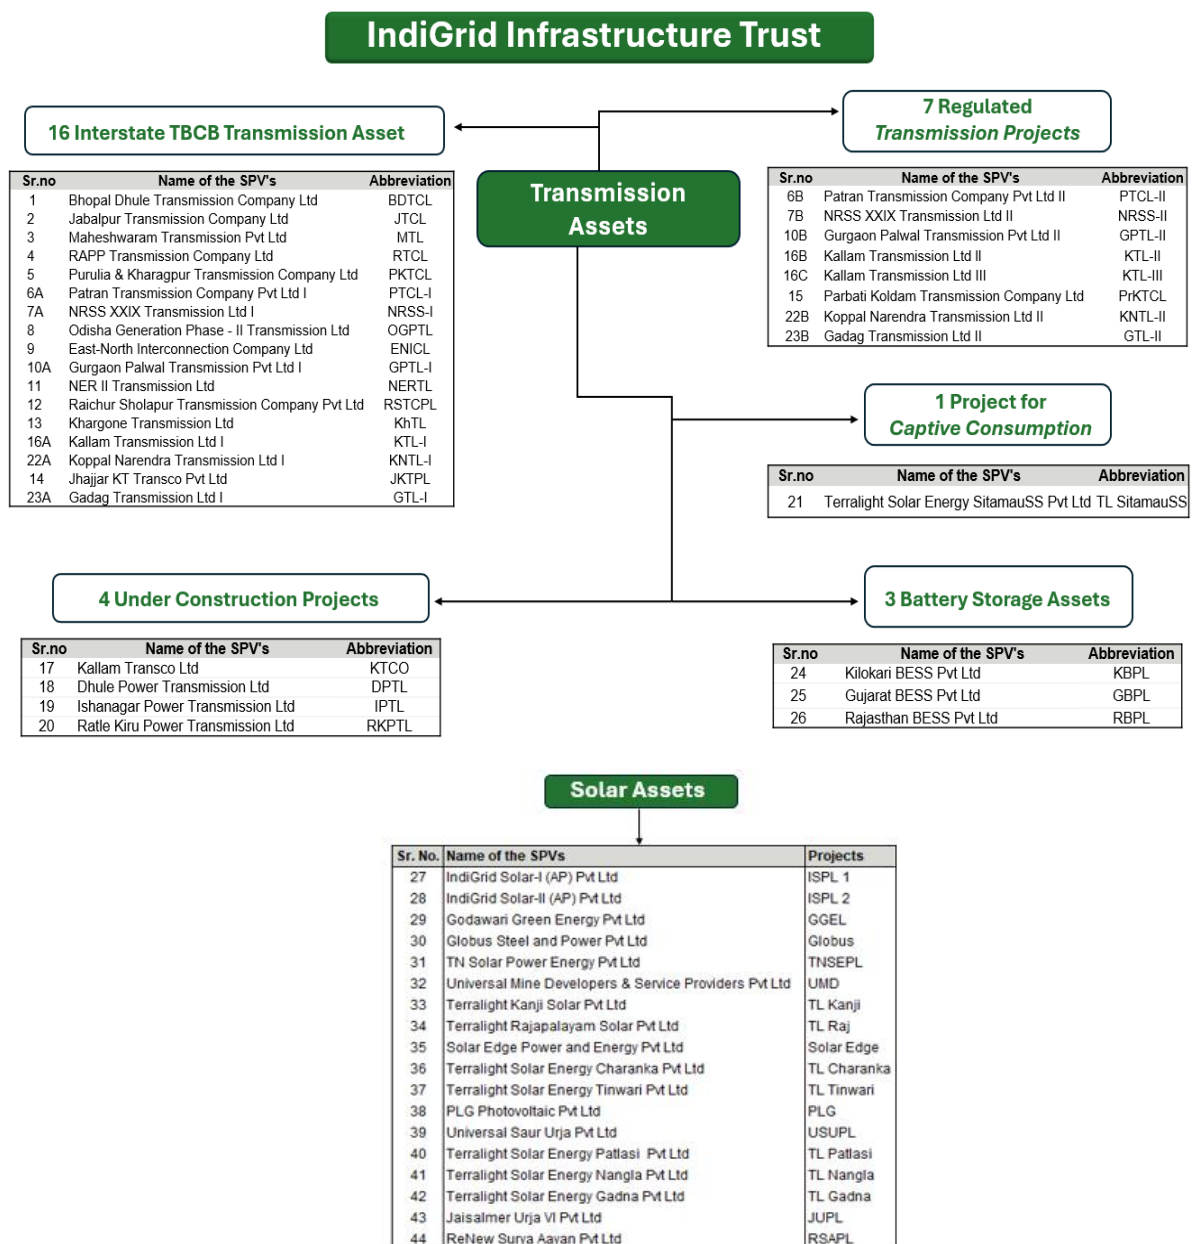 IndiGrid Infrastructure Trust
16 Interstate TBCB Transmission Asset
Sr.no Name of the SPV's Abbreviation
1 Bhopal Dhule Transmission Company Ltd BDTCL
2 Jabalpur Transmission Company Ltd JTCL
3 Maheshwaram Transmission Pvt Ltd MTL
4 RAPP Transmission Company Ltd RTCL
5 Purulia & Kharagpur Transmission Company Ltd PKTCL
6A Patran Transmission Company Pvt Ltd I PTCL-I
7A NRSS XXIX Transmission Ltd I NRSS-I
8 Odisha Generation Phase - II Transmission Ltd OGPTL
9 East-North Interconnection Company Ltd ENICL
10A Gurgaon Palwal Transmission Pvt Ltd I GPTL-I
11 NER II Transmission Ltd NERTL
12 Raichur Sholapur Transmission Company Pvt Ltd RSTCPL
13 Khargone Transmission Ltd KhTL
16A Kallam Transmission Ltd I KTL-I
22A Koppal Narendra Transmission Ltd I KNTL-I
14 Jhajjar KT Transco Pvt Ltd JKTPL
23A Gadag Transmission Ltd I GTL-I
Transmission
Assets
7 Regulated
Transmission Projects
Sr.no Name of the SPV's Abbreviation
6B Patran Transmission Company Pvt Ltd II PTCL-II
7B NRSS XXIX Transmission Ltd II NRSS-II
10B Gurgaon Palwal Transmission Pvt Ltd II GPTL-II
16B Kallam Transmission Ltd II KTL-II
16C Kallam Transmission Ltd III KTL-III
15 Parbati Koldam Transmission Company Ltd PrKTCL
22B Koppal Narendra Transmission Ltd II KNTL-II
23B Gadag Transmission Ltd II GTL-II
1 Project for
Captive Consumption
Sr.no Name of the SPV's Abbreviation
21 Terralight Solar Energy SitamauSS Pvt Ltd TL SitamauSS
4 Under Construction Projects
Sr.no Name of the SPV's Abbreviation
17 Kallam Transco Ltd KTCO
18 Dhule Power Transmission Ltd DPTL
19 Ishanagar Power Transmission Ltd IPTL
20 Ratle Kiru Power Transmission Ltd RKPTL
3 Battery Storage Assets
Sr.no Name of the SPV's Abbreviation
24 Kilokari BESS Pvt Ltd KBPL
25 Gujarat BESS Pvt Ltd GBPL
26 Rajasthan BESS Pvt Ltd RBPL
Solar Assets
Sr. No. Name of the SPVs Projects
27 IndiGrid Solar-I (AP) Pvt Ltd ISPL 1
28 IndiGrid Solar-II (AP) Pvt Ltd ISPL 2
29 Godawari Green Energy Pvt Ltd GGEL
30 Globus Steel and Power Pvt Ltd Globus
31 TN Solar Power Energy Pvt Ltd TNSEPL
32 Universal Mine Developers & Service Providers Pvt Ltd UMD
33 Terralight Kanji Solar Pvt Ltd TL Kanji
34 Terralight Rajapalayam Solar Pvt Ltd TL Raj
35 Solar Edge Power and Energy Pvt Ltd Solar Edge
36 Terralight Solar Energy Charanka Pvt Ltd TL Charanka
37 Terralight Solar Energy Tinwari Pvt Ltd TL Tinwari
38 PLG Photovoltaic Pvt Ltd PLG
39 Universal Saur Urja Pvt Ltd USUPL
40 Terralight Solar Energy Patlasi Pvt Ltd TL Patlasi
41 Terralight Solar Energy Nangla Pvt Ltd TL Nangla
42 Terralight Solar Energy Gadna Pvt Ltd TL Gadna
43 Jaisalmer Urja VI Pvt Ltd JUPL
44 ReNew Surya Aayan Pvt Ltd RSAPL